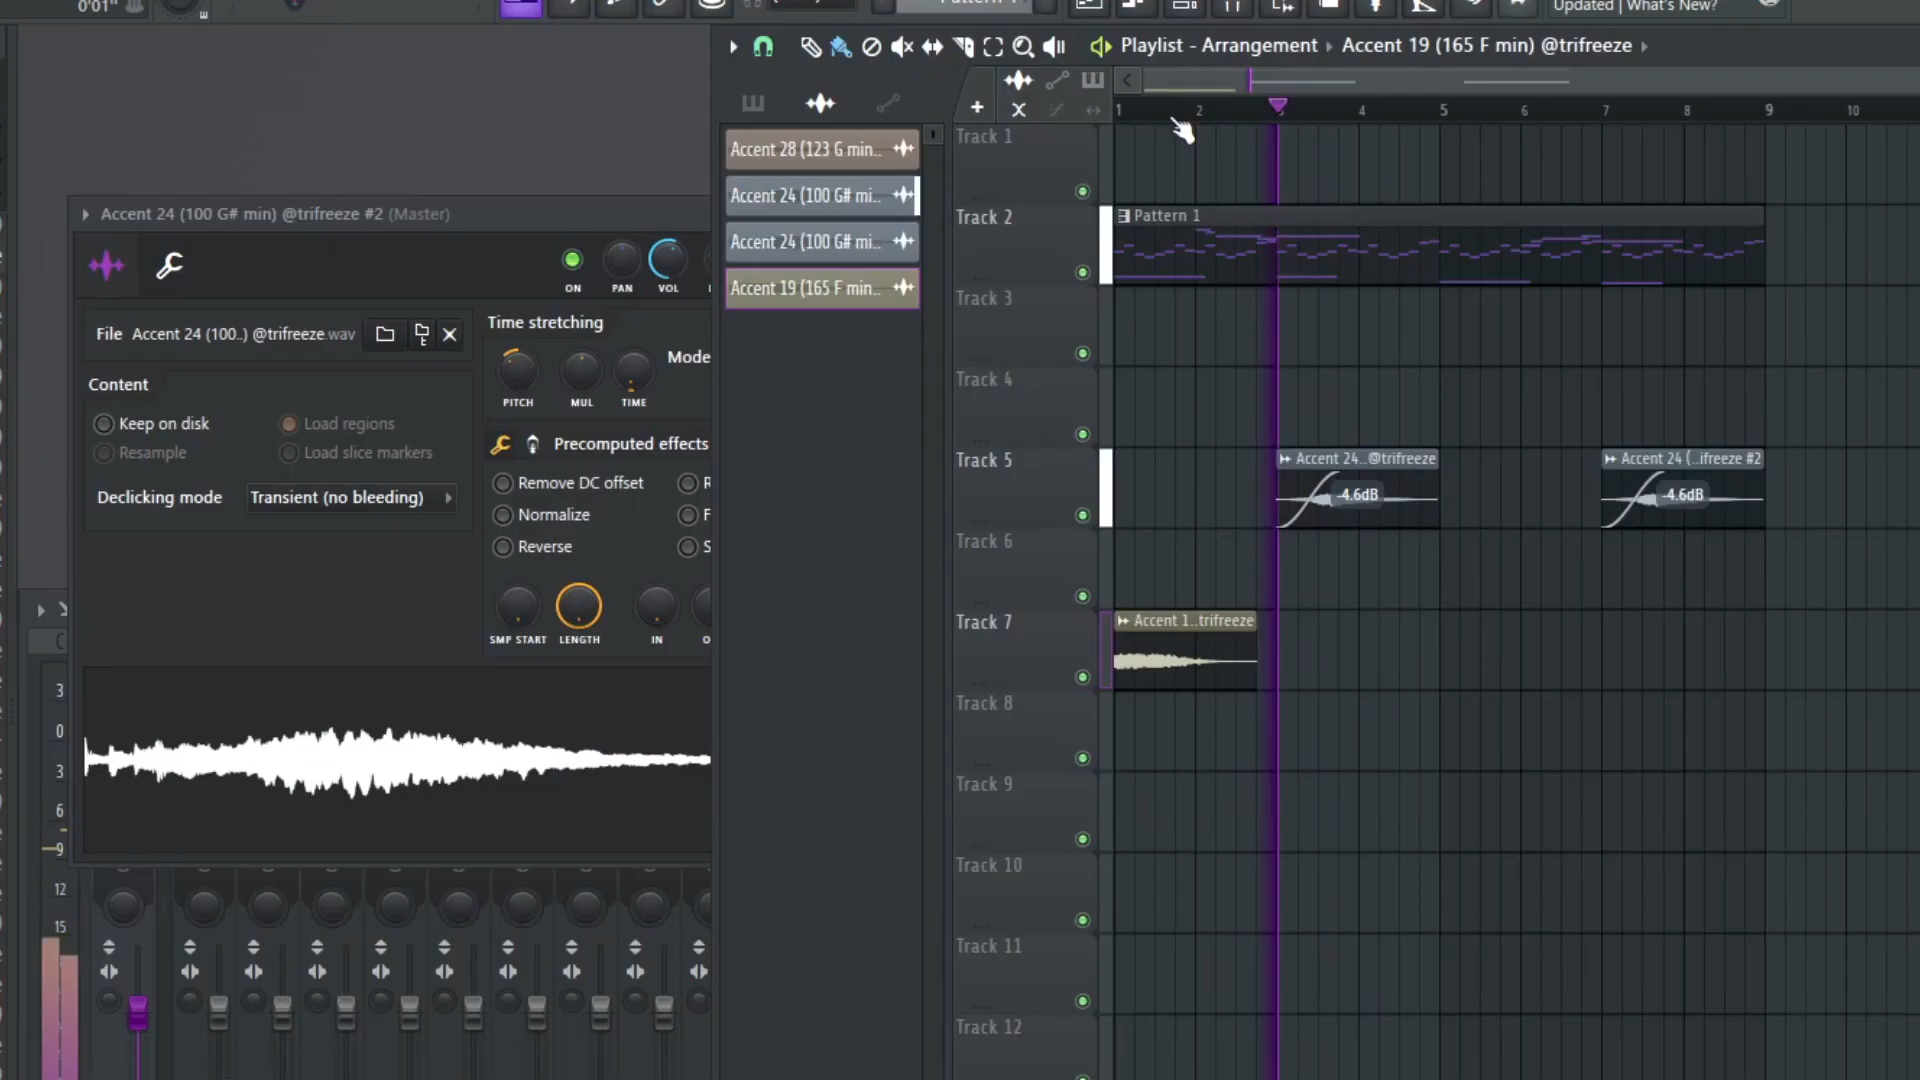 0'01"
Updated | What's New?
Playlist - Arrangement ▸ Accent 19 (165 F min) @trifreeze ▸
1 2 4 5 6 7 8 9 10
Accent 28 (123 G min..
Accent 24 (100 G# mi..
Accent 24 (100 G# mi..
Accent 19 (165 F min..
Track 1
Track 2
Pattern 1
Track 3
Track 4
Track 5
Accent 24..@trifreeze
-4.6dB
Accent 24 (..ifreeze #2
-4.6dB
Track 6
Track 7
Accent 1..trifreeze
Track 8
Track 9
Track 10
Track 11
Track 12
Accent 24 (100 G# min) @trifreeze #2 (Master)
ON PAN VOL
File Accent 24 (100..) @trifreeze.wav
Content
Keep on disk
Load regions
Resample
Load slice markers
Declicking mode Transient (no bleeding)
Time stretching
PITCH MUL TIME
Mode
Precomputed effects
Remove DC offset
Normalize
Reverse
SMP START LENGTH IN
3
0
3
6
9
12
15